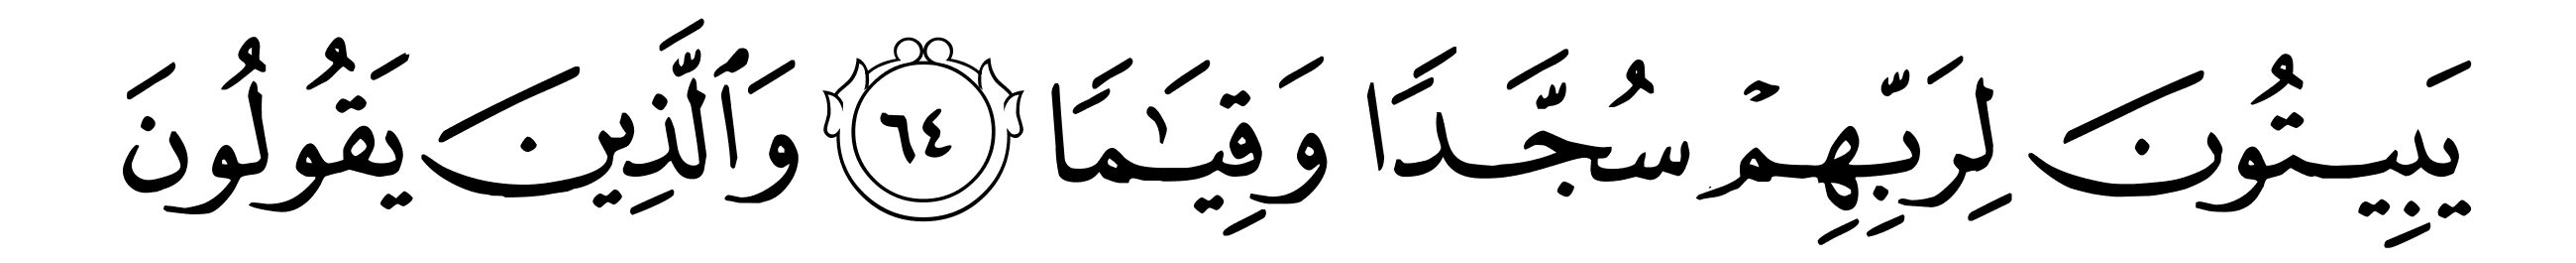 يَبِيتُونَ لِرَبِّهِمْ سُجَّدًا وَقِيَٰمًا ٦٤ وَٱلَّذِينَ يَقُولُونَ